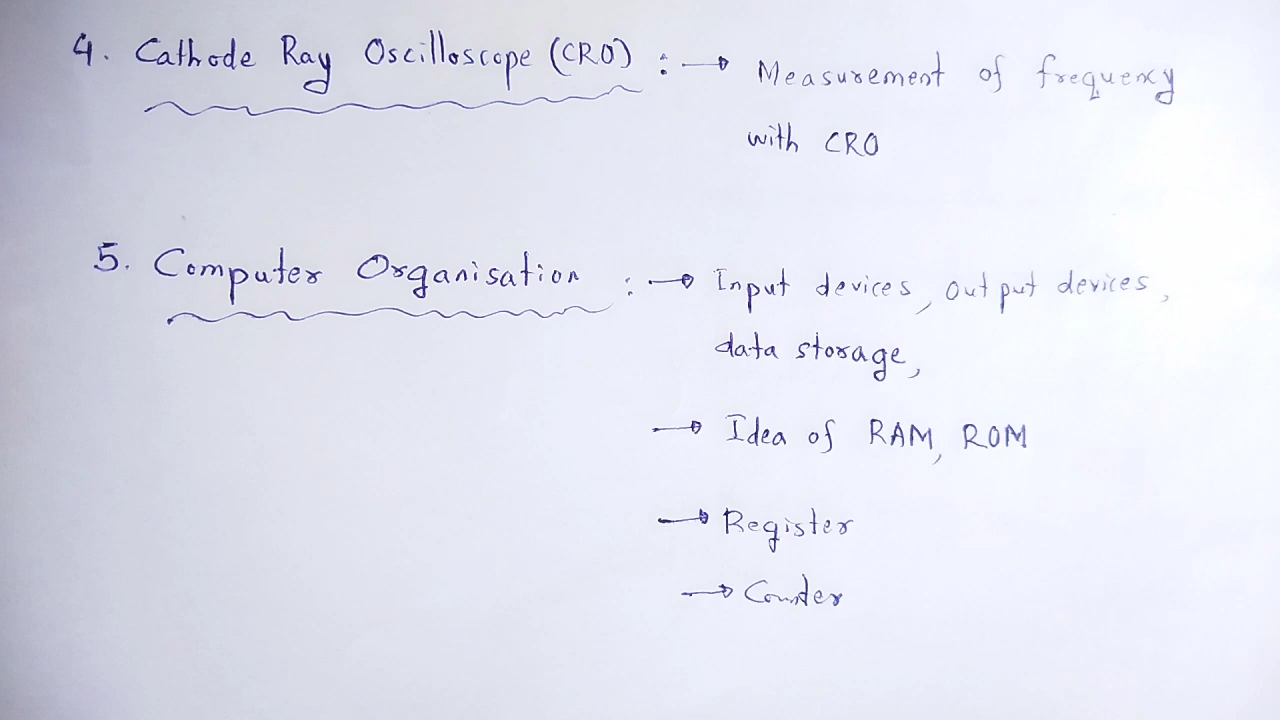 4. Cathode Ray Oscilloscope (CRO) : → Measurement of frequency
with CRO
5. Computer Organisation : → Input devices, output devices,
data storage,
→ Idea of RAM, ROM
→ Register
→ Counter